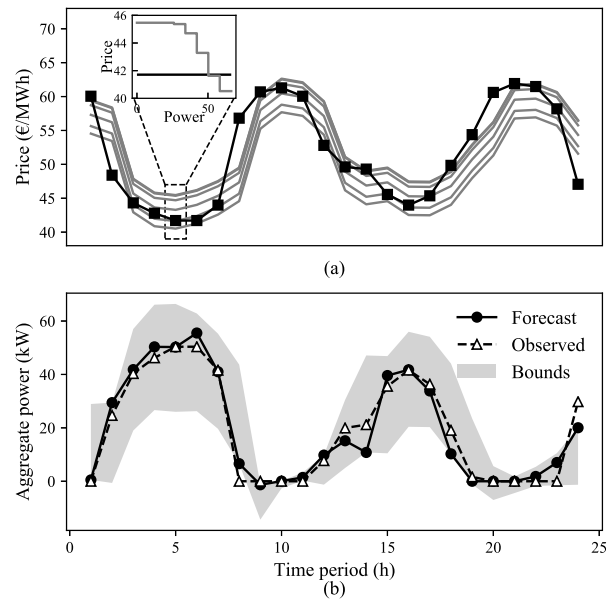 70
65
60
55
50
45
40
Price (€/MWh)
46
44
42
40
Price
0
50
Power
(a)
60
40
20
0
Aggregate power (kW)
Forecast
Observed
Bounds
0
5
10
15
20
25
Time period (h)
(b)